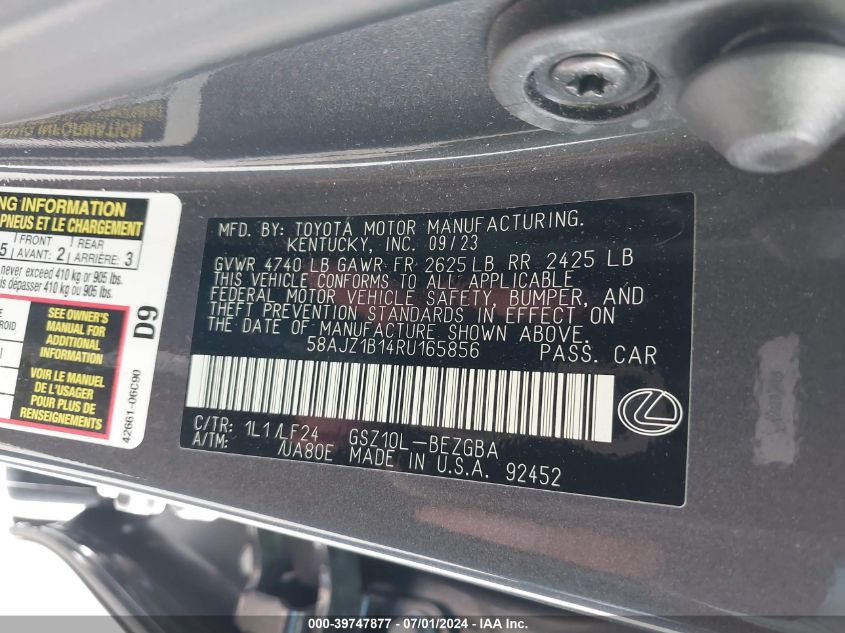 NG INFORMATION
PNEUS ET LE CHARGEMENT
5 FRONT AVANT: 2 REAR ARRIÈRE: 3
never exceed 410 kg or 905 lbs.
dépasser 410 kg ou 905 lbs.
SEE OWNER'S
MANUAL FOR
ADDITIONAL
INFORMATION
VOIR LE MANUEL
DE L'USAGER
POUR PLUS DE
RENSEIGNEMENTS
D9
42661-06C90
MFD. BY: TOYOTA MOTOR MANUFACTURING.
KENTUCKY, INC. 09/23
GVWR 4740 LB GAWR FR 2625 LB RR 2425 LB
THIS VEHICLE CONFORMS TO ALL APPLICABLE
FEDERAL MOTOR VEHICLE SAFETY, BUMPER, AND
THEFT PREVENTION STANDARDS IN EFFECT ON
THE DATE OF MANUFACTURE SHOWN ABOVE.
58AJZ1B14RU165856 PASS. CAR
C/TR: 1L1/LF24 GSZ10L-BEZGBA
A/TM: /UA80E MADE IN U.S.A. 92452
000-39747877 - 07/01/2024 - IAA Inc.